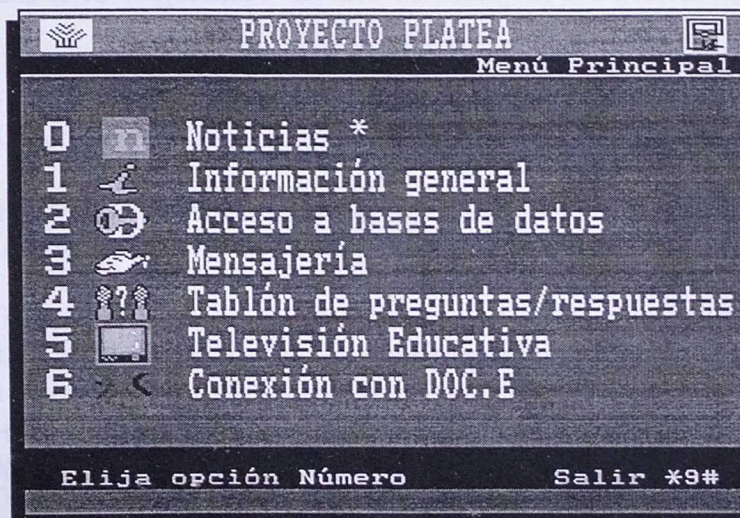 PROYECTO PLATEA
Menú Principal
0 n Noticias *
1 i Información general
2 Acceso a bases de datos
3 Mensajería
4 ? Tablón de preguntas/respuestas
5 Televisión Educativa
6 > < Conexión con DOC.E
Elija opción Número Salir *9#